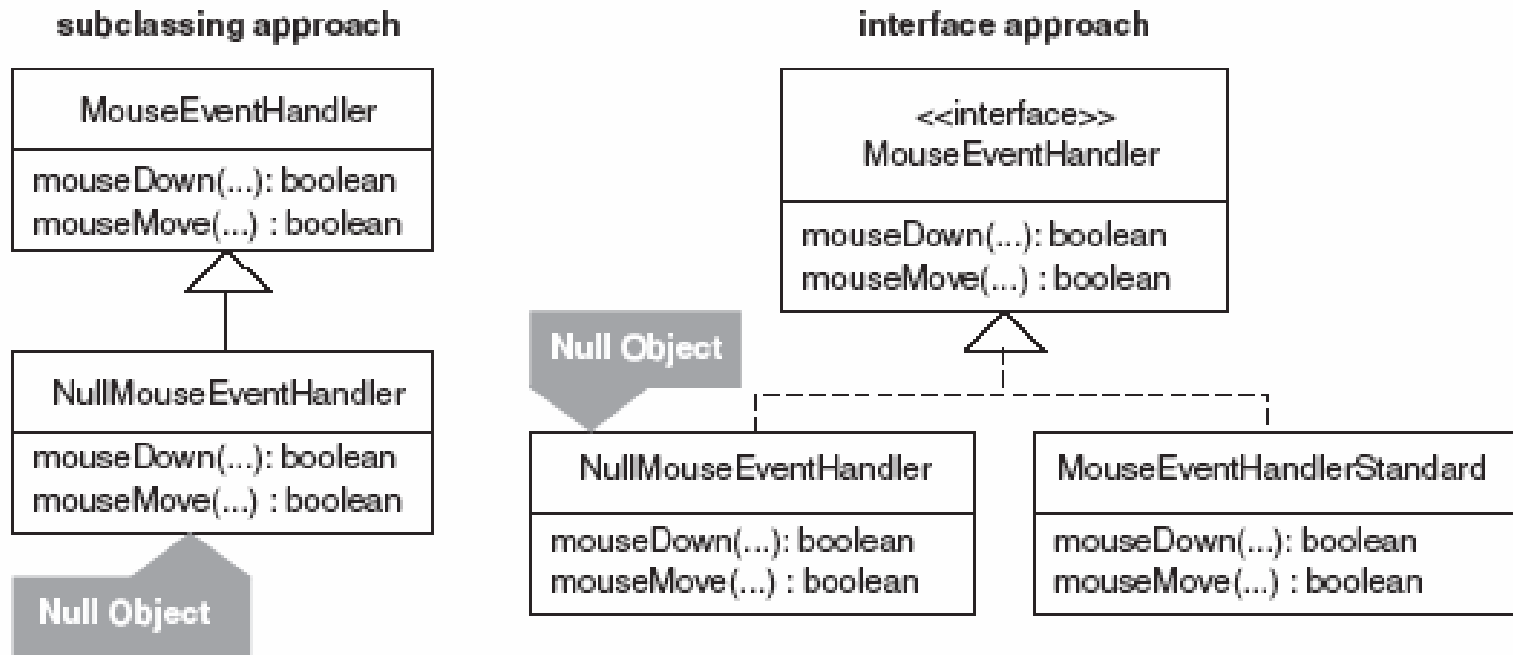 subclassing approach
MouseEventHandler
mouseDown(...): boolean
mouseMove(...) : boolean
NullMouseEventHandler
mouseDown(...): boolean
mouseMove(...) : boolean
Null Object
interface approach
<<interface>>
MouseEventHandler
mouseDown(...): boolean
mouseMove(...) : boolean
Null Object
NullMouseEventHandler
mouseDown(...): boolean
mouseMove(...) : boolean
MouseEventHandlerStandard
mouseDown(...): boolean
mouseMove(...) : boolean